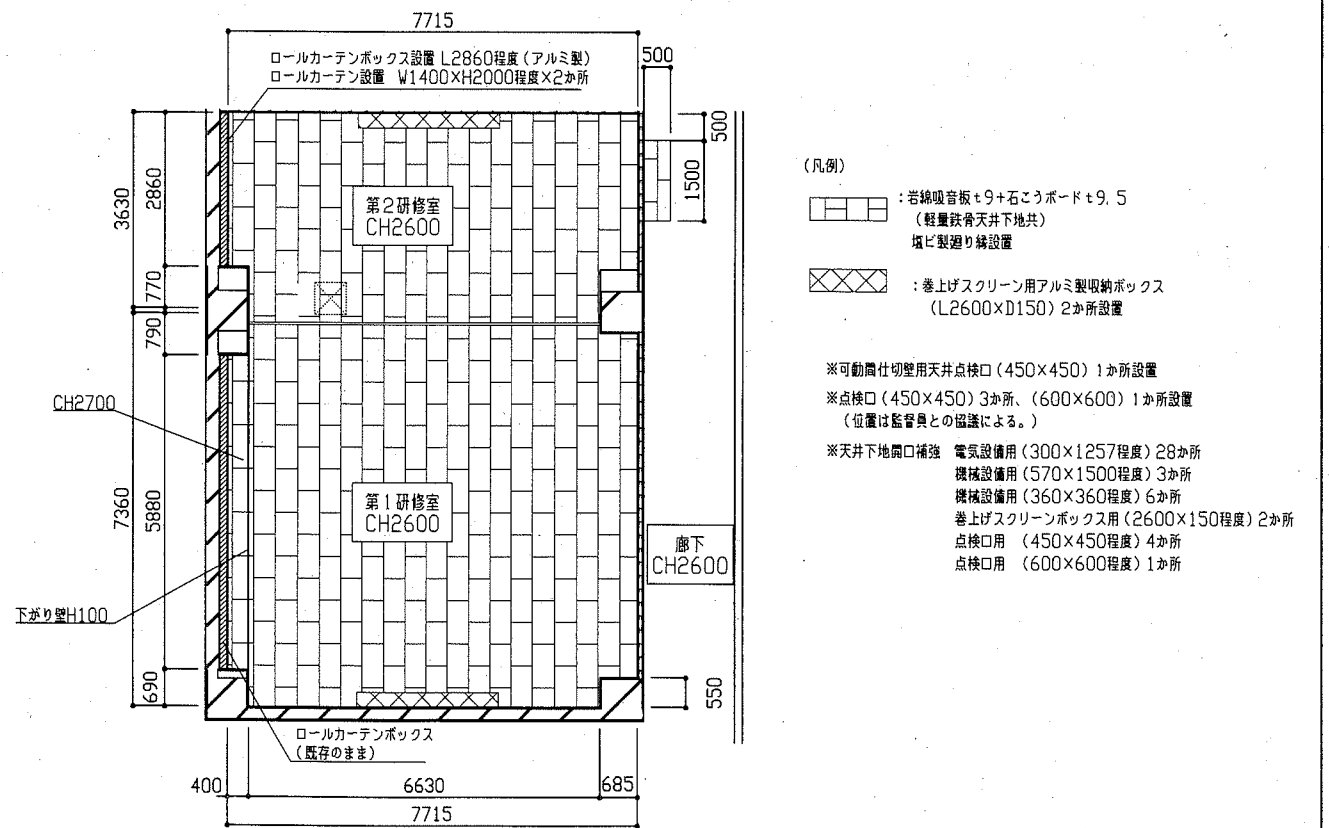 7715
ロールカーテンボックス設置 L2860程度(アルミ製)
ロールカーテン設置 W1400×H2000程度×2か所
500
500
1500
3630
2860
770
790
第2研修室
CH2600
CH2700
7360
5880
第1研修室
CH2600
廊下
CH2600
下がり壁H100
690
550
ロールカーテンボックス
(既存のまま)
400
6630
685
7715
(凡例)
:岩綿吸音板t9+石こうボードt9.5
(軽量鉄骨天井下地共)
塩ビ製廻り縁設置
:巻上げスクリーン用アルミ製収納ボックス
(L2600×D150) 2か所設置
※可動間仕切壁用天井点検口(450×450) 1か所設置
※点検口(450×450) 3か所、(600×600) 1か所設置
(位置は監督員との協議による。)
※天井下地開口補強 電気設備用(300×1257程度) 28か所
機械設備用(570×1500程度) 3か所
機械設備用(360×360程度) 6か所
巻上げスクリーンボックス用(2600×150程度) 2か所
点検口用 (450×450程度) 4か所
点検口用 (600×600程度) 1か所